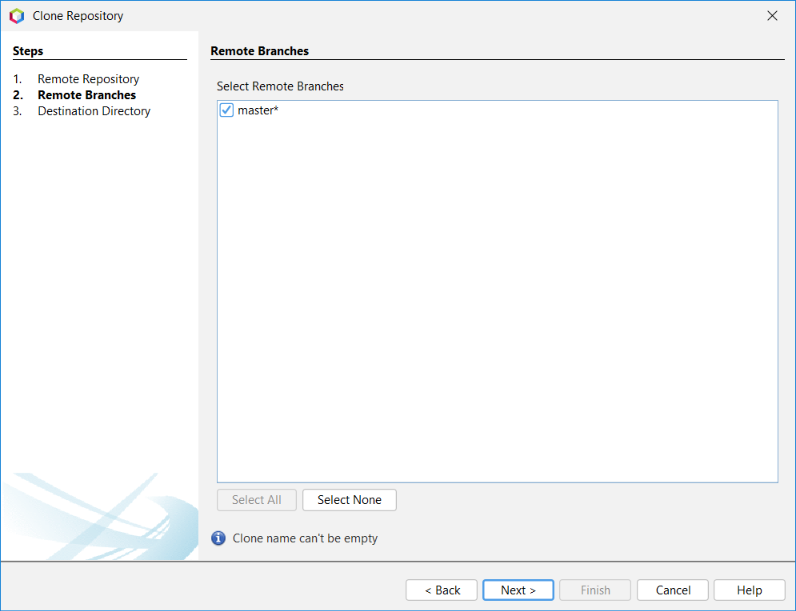 Clone Repository
Steps
1. Remote Repository
2. Remote Branches
3. Destination Directory
Remote Branches
Select Remote Branches
master*
Select All
Select None
Clone name can't be empty
< Back
Next >
Finish
Cancel
Help